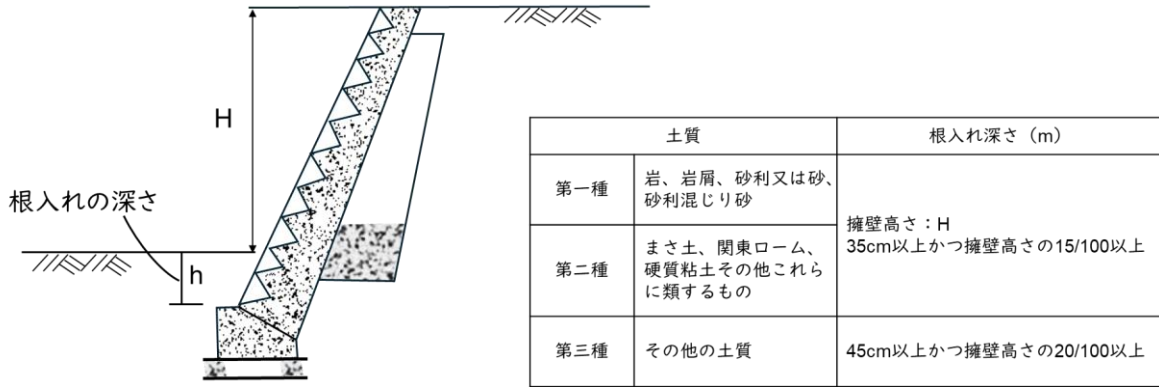 H
根入れの深さ
h
土質
根入れ深さ（m）
第一種
岩、岩屑、砂利又は砂、
砂利混じり砂
擁壁高さ：H
35cm以上かつ擁壁高さの15/100以上
第二種
まさ土、関東ローム、
硬質粘土その他これら
に類するもの
第三種
その他の土質
45cm以上かつ擁壁高さの20/100以上